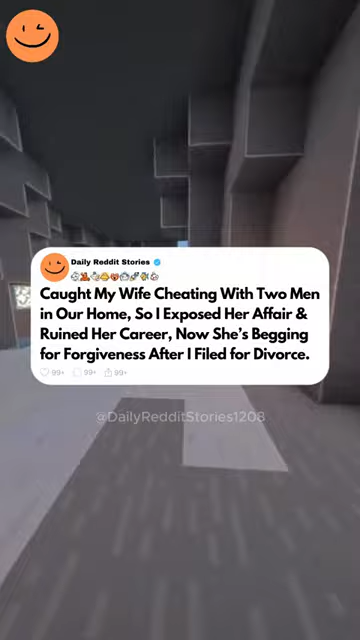 Daily Reddit Stories
Caught My Wife Cheating With Two Men
in Our Home, So I Exposed Her Affair &
Ruined Her Career, Now She's Begging
for Forgiveness After I Filed for Divorce.
99+ 99+ 99+
@DailyRedditStories1208